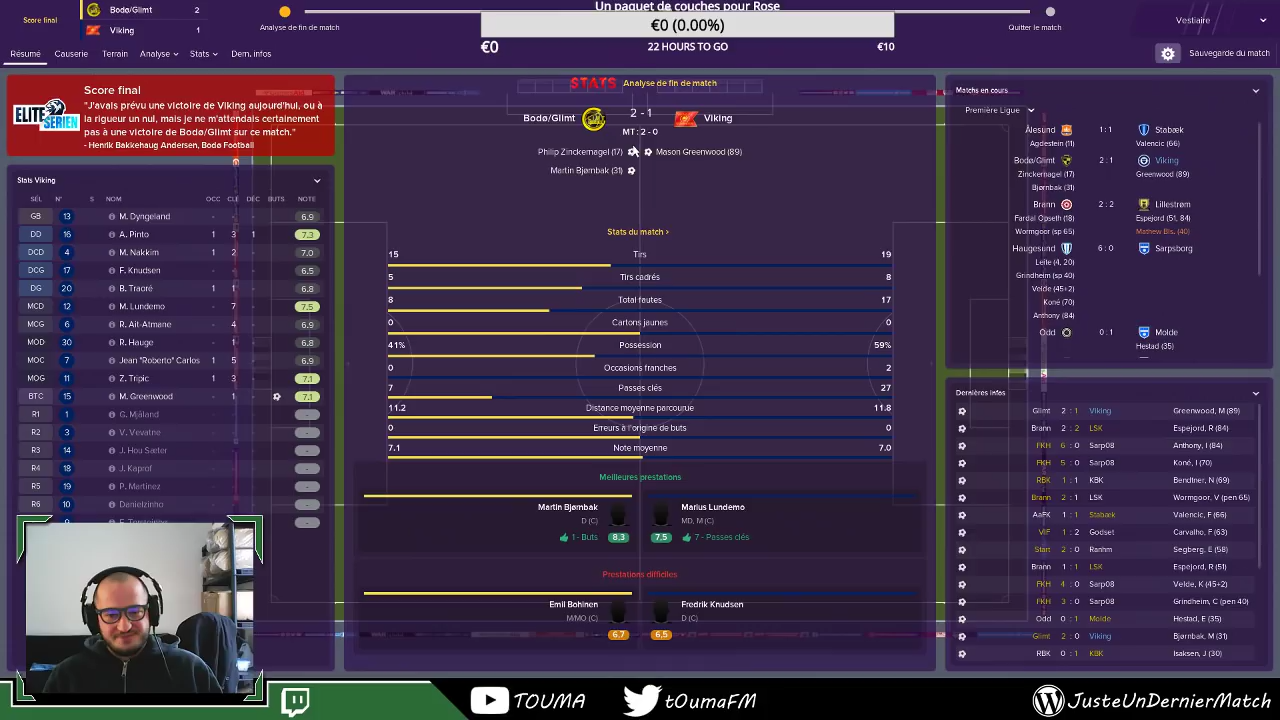 Score final
Bodø/Glimt 2
Viking 1
Analyse de fin de match
Un paquet de couches pour Rose
€0 (0.00%)
€0 22 HOURS TO GO €10
Quitter le match
Vestiaire
Résumé Causerie Terrain Analyse Stats Dern. infos
Sauvegarde du match
Score final
"J'avais prévu une victoire de Viking aujourd'hui, ou à
la rigueur un nul, mais je ne m'attendais certainement
pas à une victoire de Bodø/Glimt sur ce match."
- Henrik Bakkehaug Andersen, Bodø Football
ELITE
SERIEN
Stats Viking
SÉL N° S NOM OCC CLÉ DÉC BUTS NOTE
GB 13 M. Dyngeland - - - 6.9
DD 16 A. Pinto 1 3 1 7.3
DCD 4 M. Nakkim 1 2 - 7.0
DCG 17 F. Knudsen - 4 - 6.5
DG 20 B. Traoré 1 1 6.8
MCD 12 M. Lundemo - 7 - 7.5
MCG 6 R. Ait-Atmane - 4 - 6.9
MOD 30 R. Hauge - 1 - 6.8
MOC 7 Jean "Roberto" Carlos 1 5 - 6.9
MOG 11 Z. Tripic 1 3 - 7.1
BTC 15 M. Greenwood - 1 - 7.1
R1 1 G. Mjåland -
R2 3 V. Vevatne -
R3 14 J. Hou Sæter -
R4 18 J. Kaprof -
R5 19 P. Martinez -
R6 10 Danielzinho -
STATS Analyse de fin de match
Bodø/Glimt 2 - 1 Viking
MT : 2 - 0
Philip Zinckernagel (17) Mason Greenwood (89)
Martin Bjørnbak (31)
Stats du match >
15 Tirs 19
5 Tirs cadrés 8
8 Total fautes 17
0 Cartons jaunes 0
41% Possession 59%
0 Occasions franches 2
7 Passes clés 27
11.2 Distance moyenne parcourue 11.8
0 Erreurs à l'origine de buts 0
7.1 Note moyenne 7.0
Meilleures prestations
Martin Bjørnbak Marius Lundemo
D (C) MD, M (C)
1 - Buts 8.3 7.5 7 - Passes clés
Prestations difficiles
Emil Bohinen Fredrik Knudsen
M/MO (C) D (C)
6.7 6.5
Matchs en cours
Première Ligue
Ålesund 1 : 1 Stabæk
Agdestein (11) Valencic (66)
Bodø/Glimt 2 : 1 Viking
Zinckernagel (17) Greenwood (89)
Bjørnbak (31)
Brann 2 : 2 Lillestrøm
Fardal Opseth (18) Espejord (51, 84)
Wormgoor (sp 65) Mathew Bls. (40)
Haugesund 6 : 0 Sarpsborg
Leite (4, 20)
Grindheim (sp 40)
Velde (45+2)
Koné (70)
Anthony (84)
Odd 0 : 1 Molde
Hestad (35)
Dernières infos
Glimt 2 : 1 Viking Greenwood, M (89)
Brann 2 : 2 LSK Espejord, R (84)
FKH 6 : 0 Sarp08 Anthony, I (84)
FKH 5 : 0 Sarp08 Koné, I (70)
RBK 1 : 1 KBK Bendtner, N (69)
Brann 2 : 1 LSK Wormgoor, V (pen 65)
AaFK 1 : 1 Stabæk Valencic, F (66)
VIF 1 : 2 Godset Carvalho, F (63)
Start 2 : 0 Ranhm Segberg, E (58)
Brann 1 : 1 LSK Espejord, R (51)
FKH 4 : 0 Sarp08 Velde, K (45+2)
FKH 3 : 0 Sarp08 Grindheim, C (pen 40)
Odd 0 : 1 Molde Hestad, E (35)
Glimt 2 : 0 Viking Bjørnbak, M (31)
RBK 0 : 1 KBK Isaksen, J (30)
TOUMA
tOumaFM
JusteUnDernierMatch